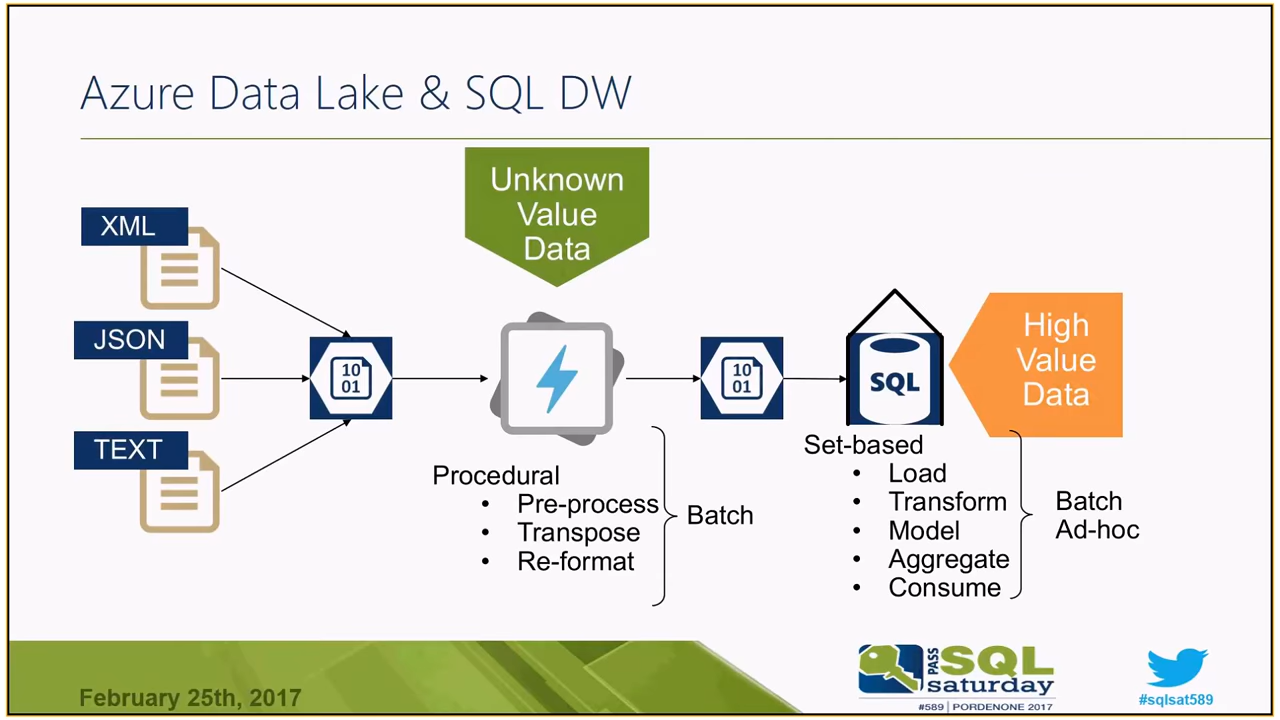 Azure Data Lake & SQL DW
Unknown
Value
Data
XML
JSON
TEXT
10
01
10
01
SQL
High
Value
Data
Procedural
• Pre-process
• Transpose
• Re-format
Batch
Set-based
• Load
• Transform
• Model
• Aggregate
• Consume
Batch
Ad-hoc
February 25th, 2017
PASS
SQL
saturday
#589 | PORDENONE 2017
#sqlsat589